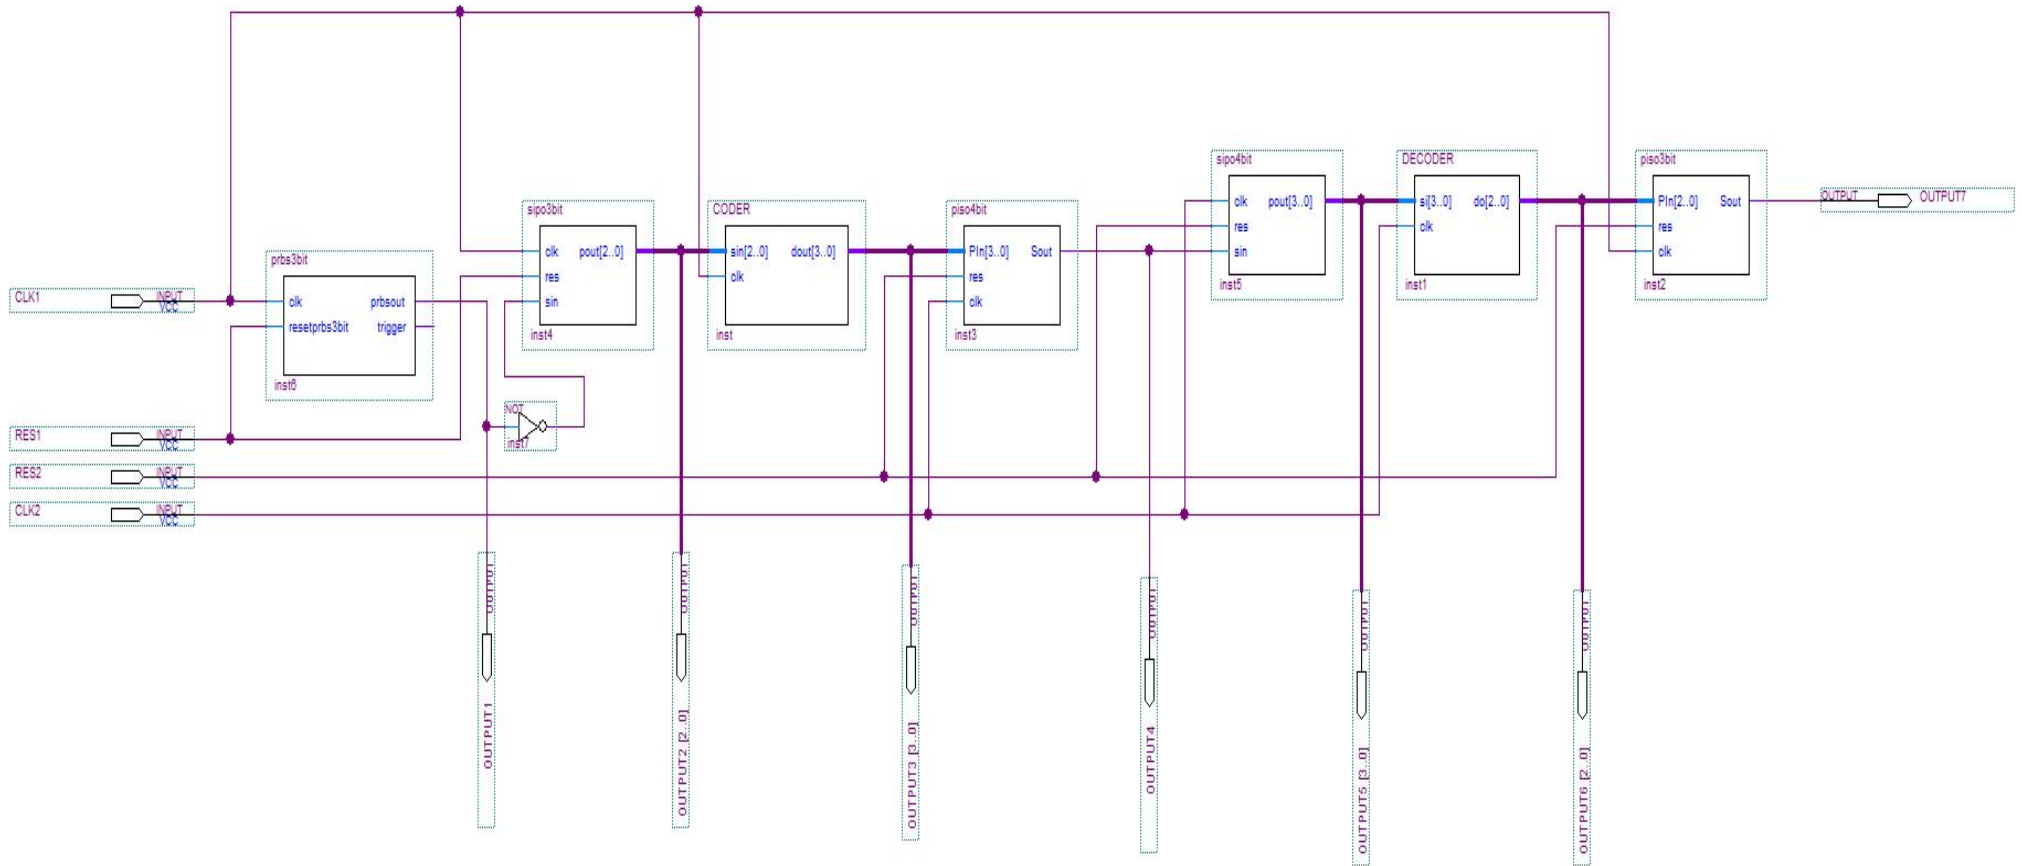 sipo4bit
clk pout[3..0]
res
sin
inst5
DECODER
si[3..0] do[2..0]
clk
inst1
piso3bit
PIn[2..0] Sout
res
clk
inst2
OUTPUT OUTPUT7
sipo3bit
clk pout[2..0]
res
sin
inst4
CODER
sin[2..0] dout[3..0]
clk
inst
piso4bit
PIn[3..0] Sout
res
clk
inst3
prbs3bit
clk prbsout
resetprbs3bit trigger
inst6
CLK1 INPUT
VCC
NOT
inst7
RES1 INPUT
VCC
RES2 INPUT
VCC
CLK2 INPUT
VCC
OUTPUT
OUTPUT1
OUTPUT
OUTPUT2 [2..0]
OUTPUT
OUTPUT3 [3..0]
OUTPUT
OUTPUT4
OUTPUT
OUTPUT5 [3..0]
OUTPUT
OUTPUT6 [2..0]